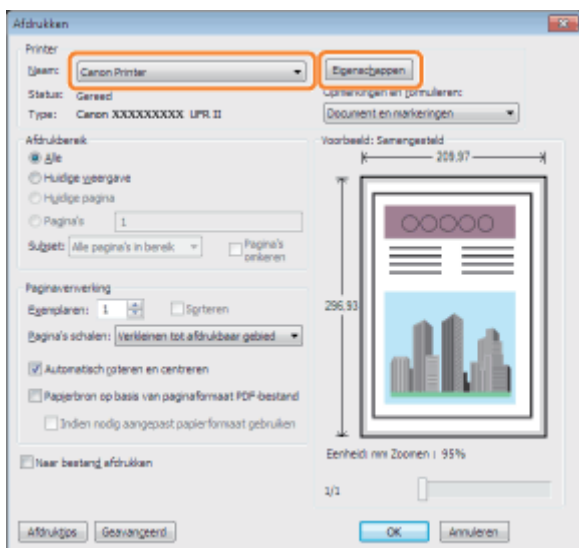 Afdrukken
Printer
Naam: Canon Printer
Eigenschappen
Status: Gereed
Opmerkingen en formulieren:
Type: Canon XXXXXXXXX UFR II
Document en markeringen
Afdrukbereik
Alle
Huidige weergave
Huidige pagina
Pagina's 1
Subset: Alle pagina's in bereik
Pagina's
omkeren
Paginaverwerking
Exemplaren: 1
Sorteren
Pagina's schalen: Verkleinen tot afdrukbaar gebied
Automatisch roteren en centreren
Papierbron op basis van paginaformaat PDF-bestand
Indien nodig aangepast papierformaat gebruiken
Naar bestand afdrukken
Voorbeeld: Samengesteld
209,97
296,93
Eenheid: mm Zoomen : 95%
1/1
Afdruktips
Geavanceerd
OK
Annuleren